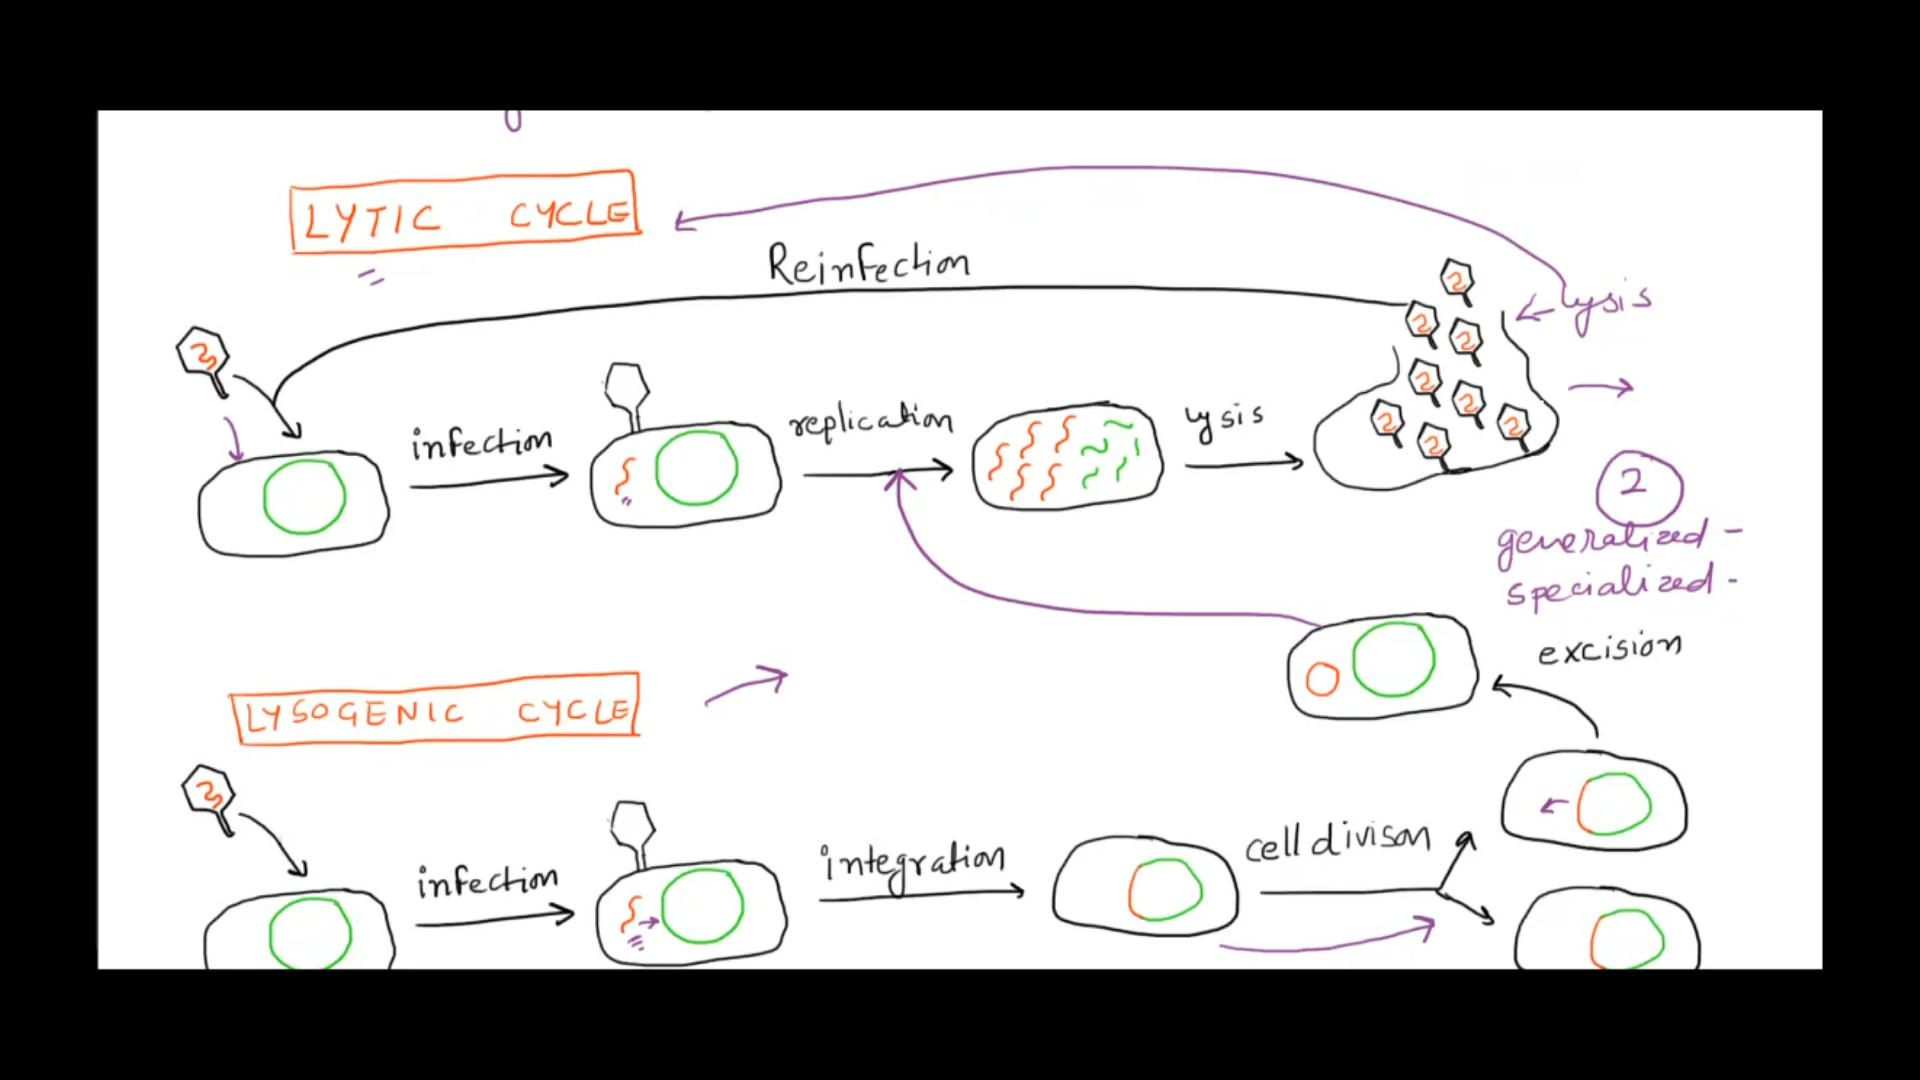 LYTIC CYCLE
Reinfection
lysis
infection
replication
lysis
2
generalized -
specialized -
excision
LYSOGENIC CYCLE
infection
integration
cell divison